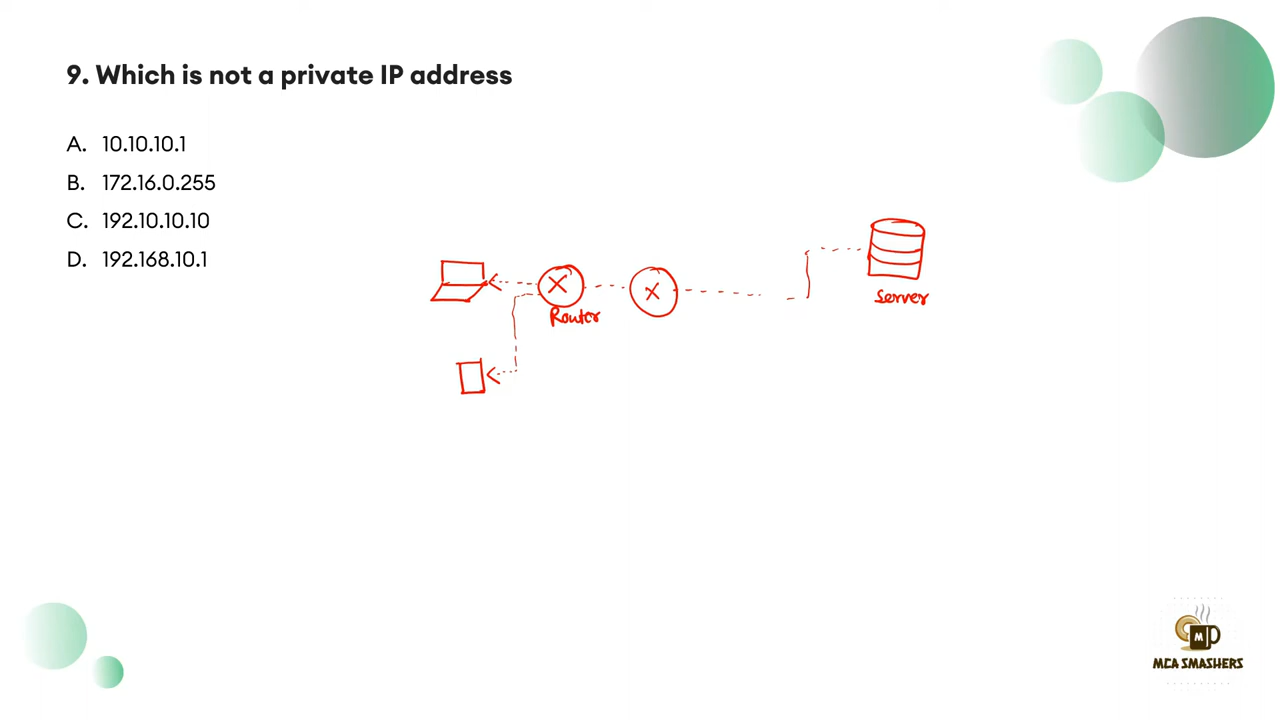 9. Which is not a private IP address
A. 10.10.10.1
B. 172.16.0.255
C. 192.10.10.10
D. 192.168.10.1
Router
Server
M
MCA SMASHERS